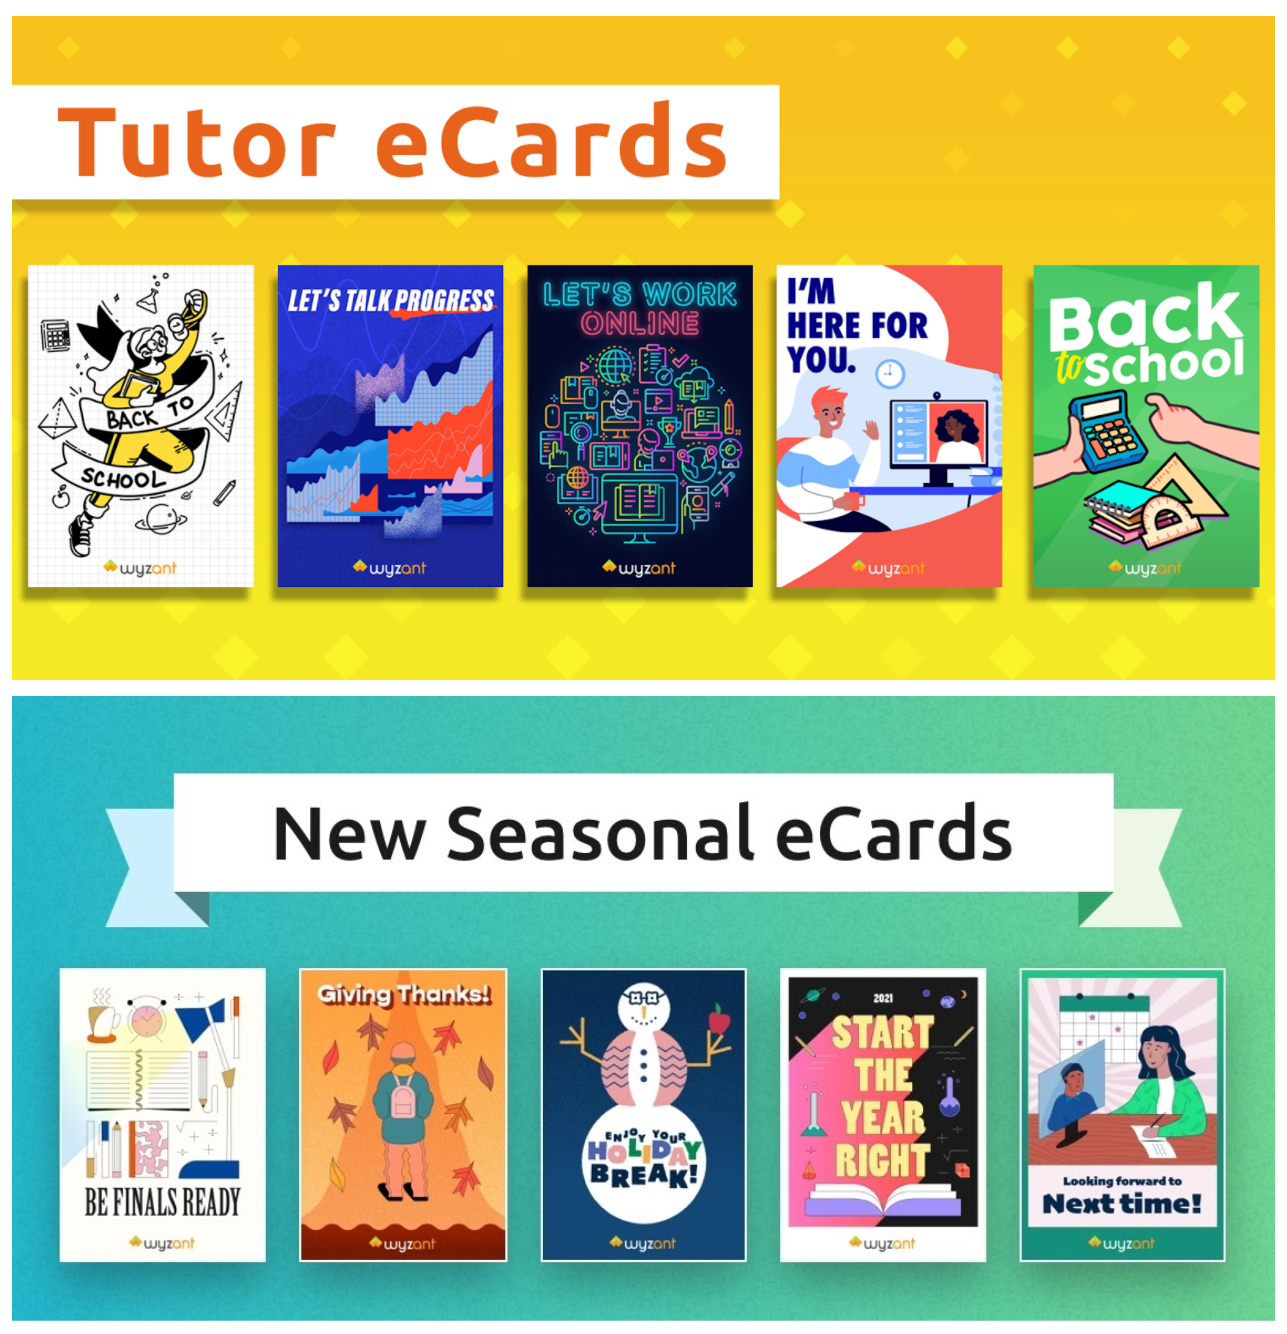 Tutor eCards
BACK TO
SCHOOL
wyzant
LET'S TALK PROGRESS
wyzant
LET'S WORK
ONLINE
wyzant
I'M
HERE FOR
YOU.
wyzant
Back
to school
wyzant
New Seasonal eCards
BE FINALS READY
wyzant
Giving Thanks!
wyzant
ENJOY YOUR
HOLIDAY
BREAK!
wyzant
2021
START
THE
YEAR
RIGHT
wyzant
Looking forward to
Next time!
wyzant